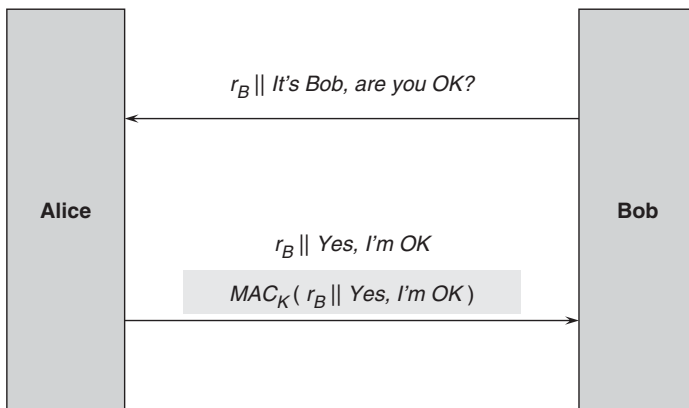 r_B || It's Bob, are you OK?
Alice
Bob
r_B || Yes, I'm OK
MAC_K ( r_B || Yes, I'm OK )